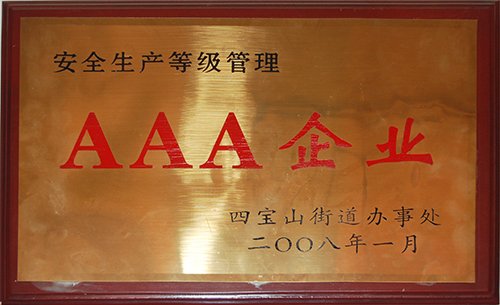 安全生产等级管理
AAA企业
四宝山街道办事处
二〇〇八年一月